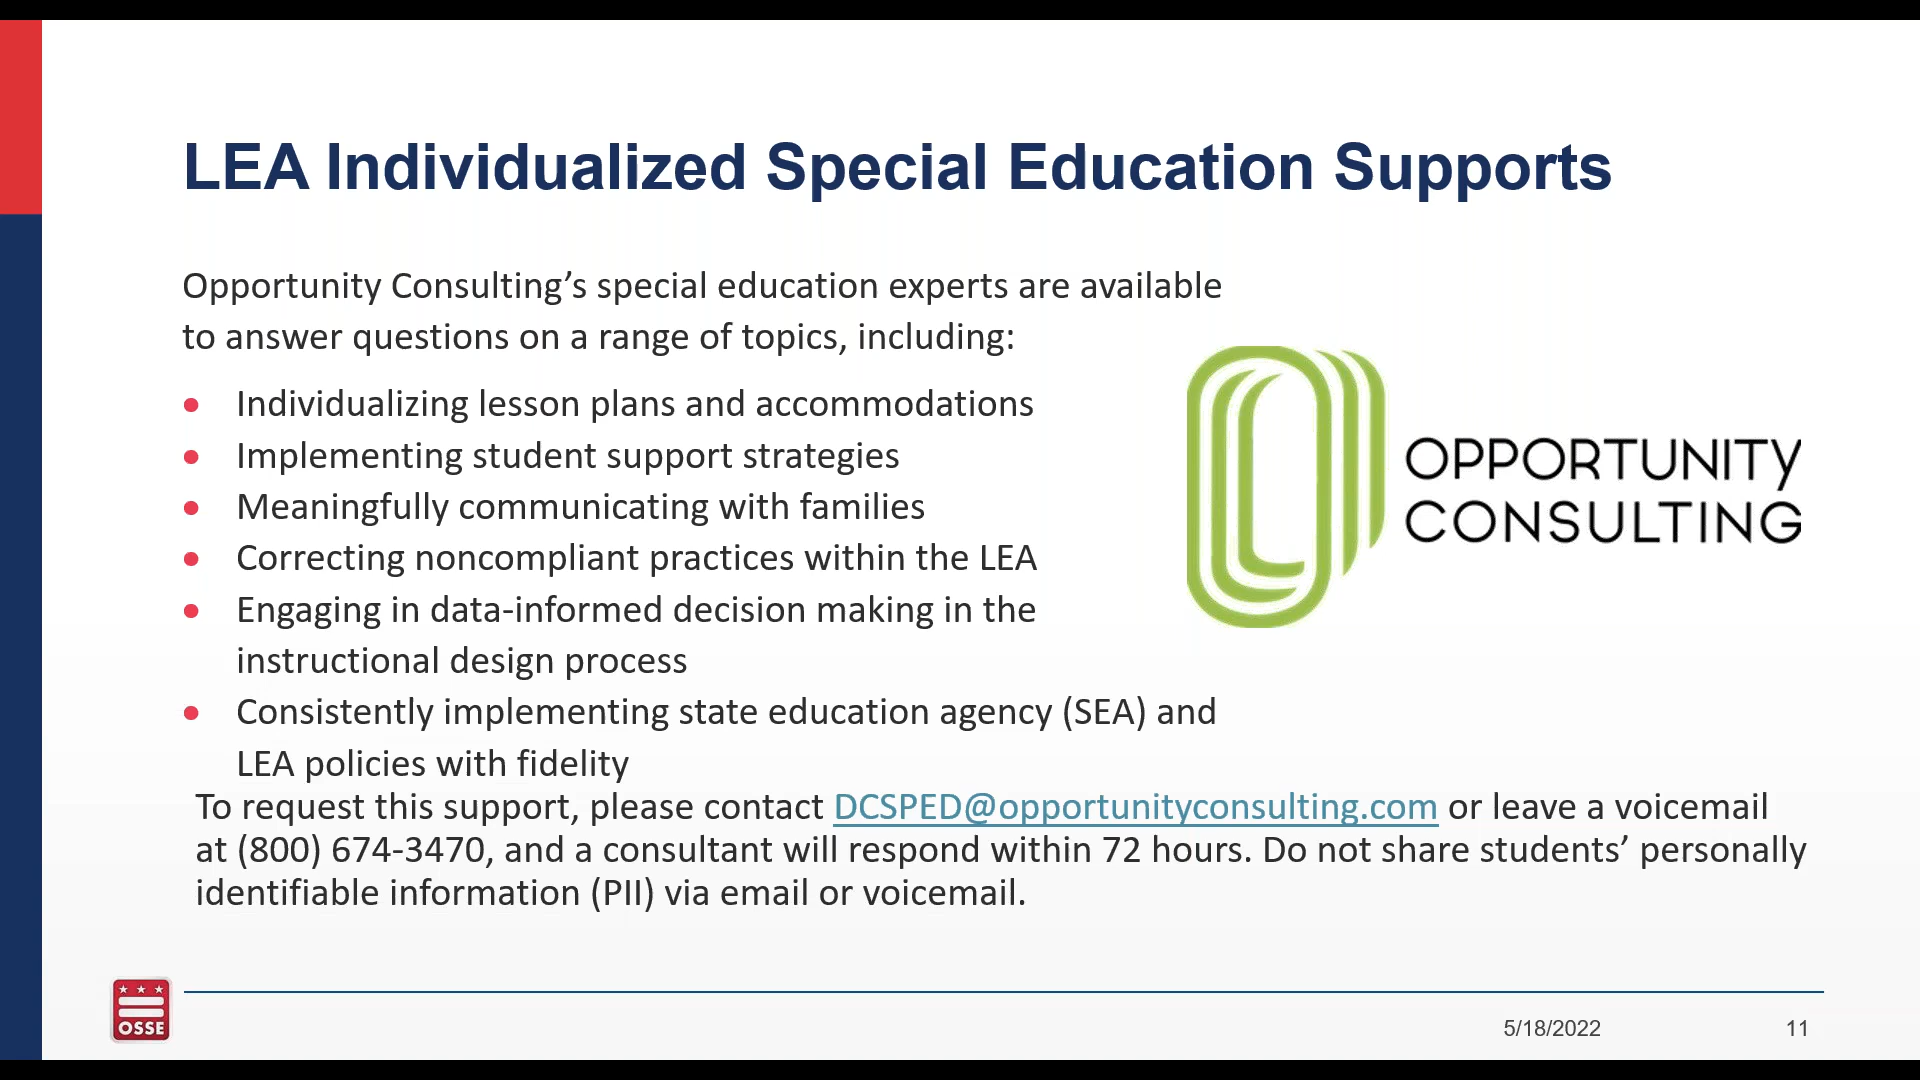 LEA Individualized Special Education Supports
Opportunity Consulting’s special education experts are available
to answer questions on a range of topics, including:
• Individualizing lesson plans and accommodations
• Implementing student support strategies
• Meaningfully communicating with families
• Correcting noncompliant practices within the LEA
• Engaging in data-informed decision making in the
instructional design process
• Consistently implementing state education agency (SEA) and
LEA policies with fidelity
OPPORTUNITY
CONSULTING
To request this support, please contact DCSPED@opportunityconsulting.com or leave a voicemail
at (800) 674-3470, and a consultant will respond within 72 hours. Do not share students’ personally
identifiable information (PII) via email or voicemail.
OSSE
5/18/2022
11